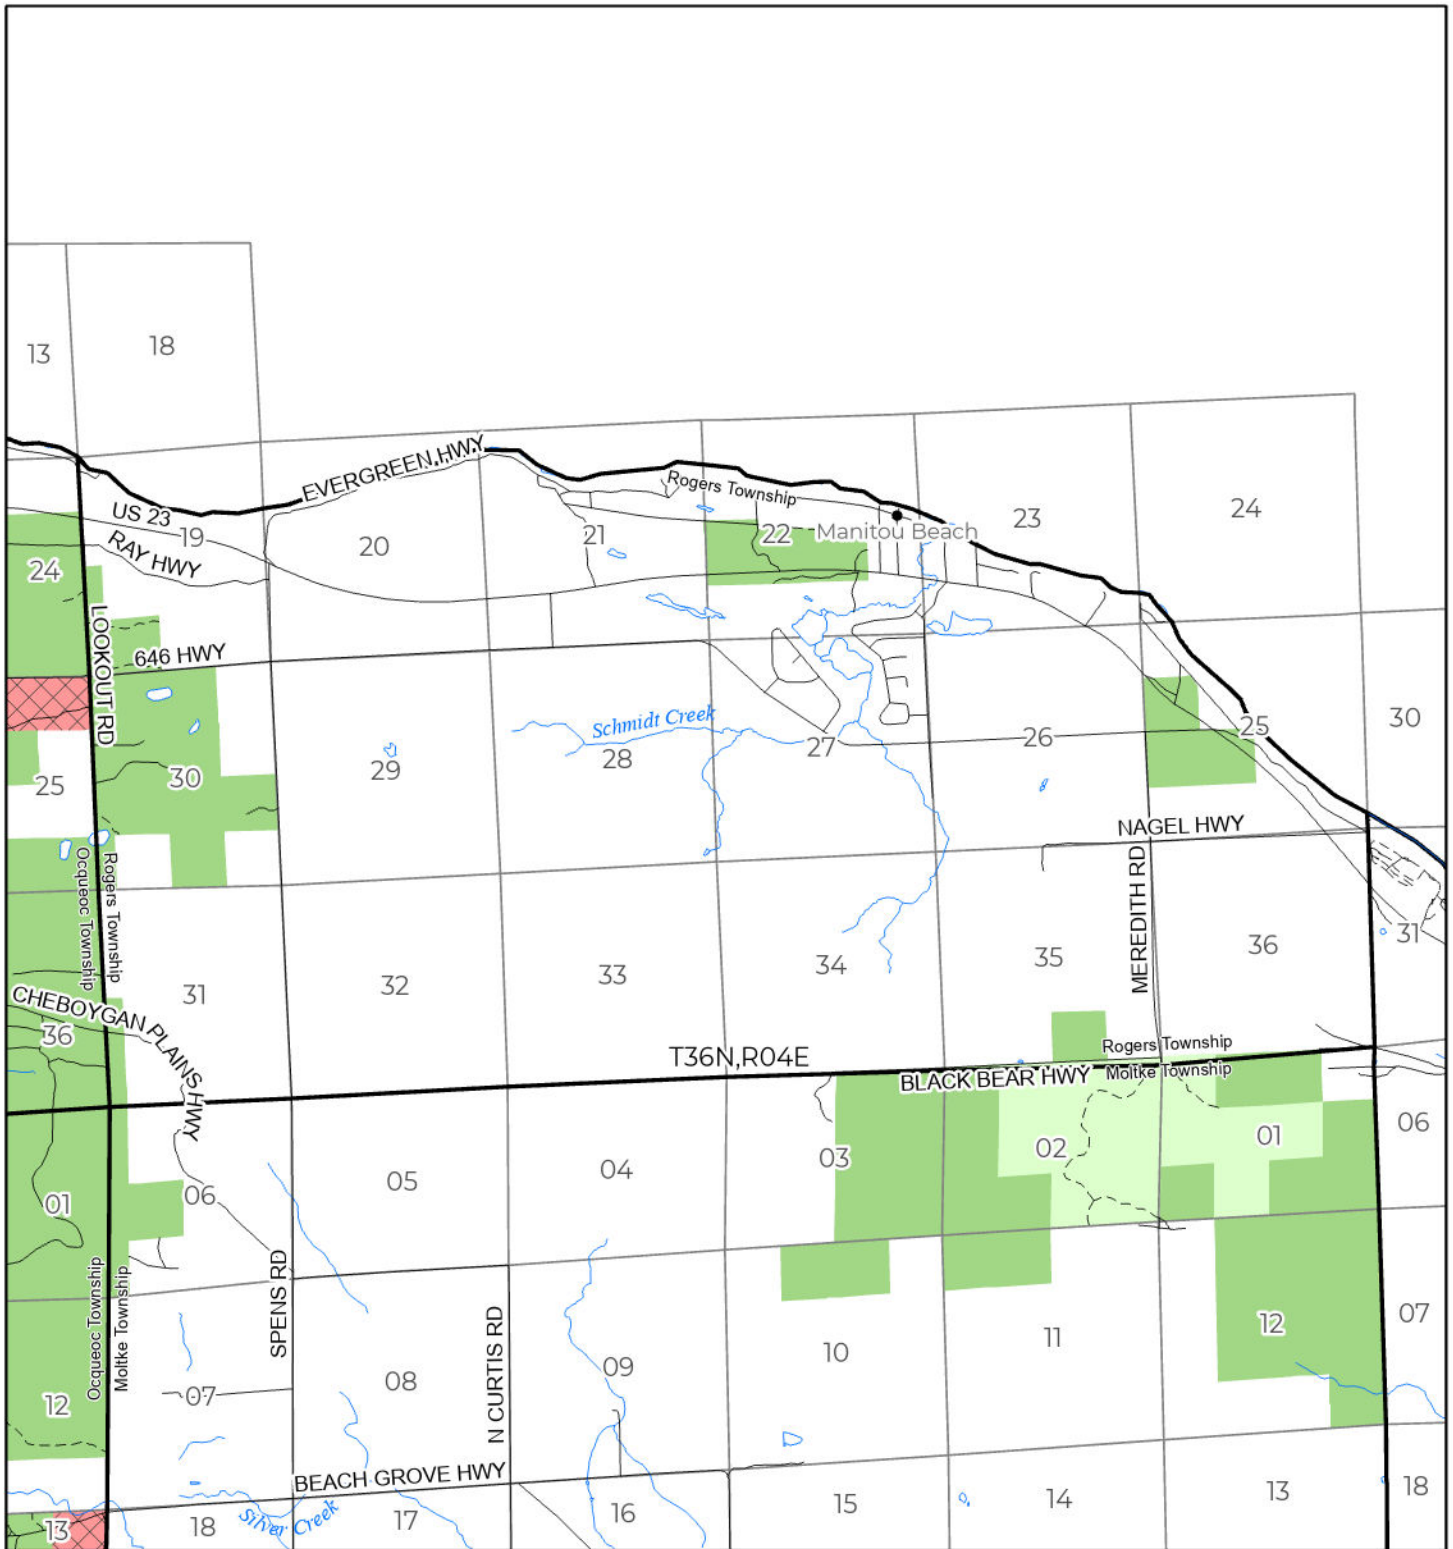 13
18
EVERGREEN HWY
Rogers Township
US 23
19
20
21
22
Manitou Beach
23
24
RAY HWY
24
LOOKOUT RD
646 HWY
Schmidt Creek
25
30
29
28
27
26
25
30
NAGEL HWY
Ocqueoc Township
Rogers Township
MEREDITH RD
31
32
33
34
35
36
31
CHEBOYGAN PLAINS HWY
36
T36N,R04E
Rogers Township
BLACK BEAR HWY
Moltke Township
01
06
05
04
03
02
01
06
Ocqueoc Township
Moltke Township
SPENS RD
N CURTIS RD
12
07
08
09
10
11
12
07
BEACH GROVE HWY
Silver Creek
13
18
17
16
15
14
13
18